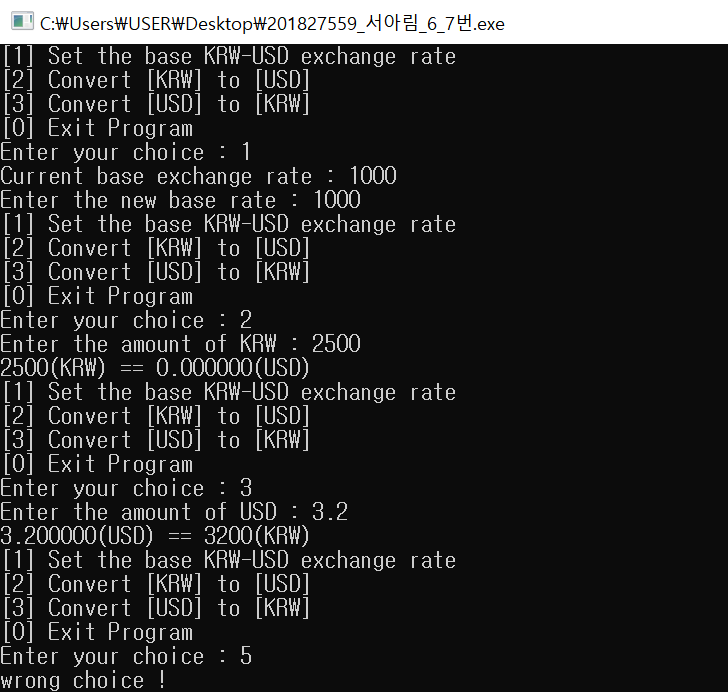 C:₩Users₩USER₩Desktop₩201827559_서아림_6_7번.exe
[1] Set the base KRW-USD exchange rate
[2] Convert [KRW] to [USD]
[3] Convert [USD] to [KRW]
[0] Exit Program
Enter your choice : 1
Current base exchange rate : 1000
Enter the new base rate : 1000
[1] Set the base KRW-USD exchange rate
[2] Convert [KRW] to [USD]
[3] Convert [USD] to [KRW]
[0] Exit Program
Enter your choice : 2
Enter the amount of KRW : 2500
2500(KRW) == 0.000000(USD)
[1] Set the base KRW-USD exchange rate
[2] Convert [KRW] to [USD]
[3] Convert [USD] to [KRW]
[0] Exit Program
Enter your choice : 3
Enter the amount of USD : 3.2
3.200000(USD) == 3200(KRW)
[1] Set the base KRW-USD exchange rate
[2] Convert [KRW] to [USD]
[3] Convert [USD] to [KRW]
[0] Exit Program
Enter your choice : 5
wrong choice !